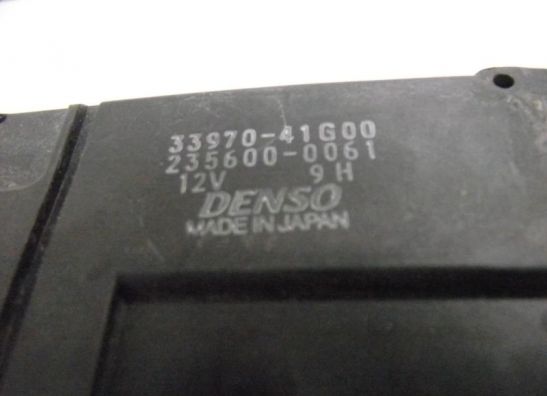 33970-41G00
235600-0061
12V 9H
DENSO
MADE IN JAPAN